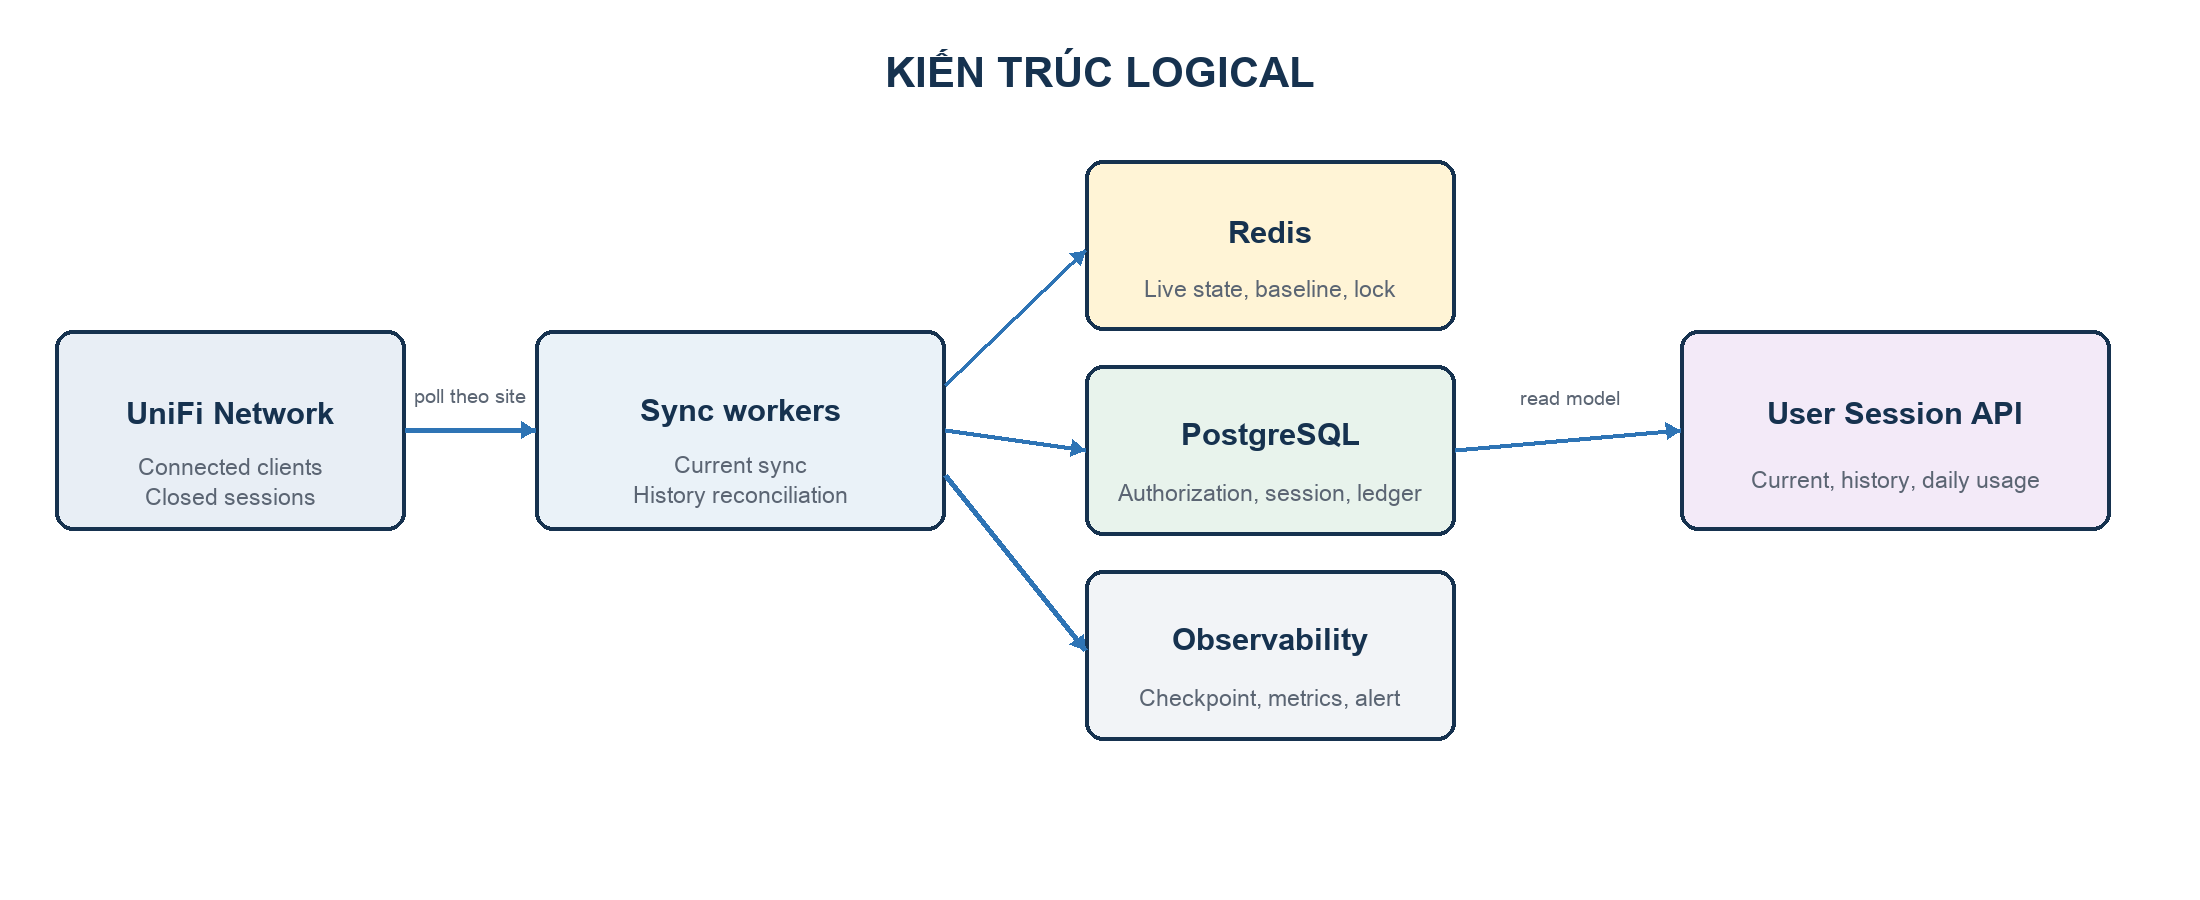 KIẾN TRÚC LOGICAL
UniFi Network
Connected clients
Closed sessions
poll theo site
Sync workers
Current sync
History reconciliation
Redis
Live state, baseline, lock
PostgreSQL
Authorization, session, ledger
Observability
Checkpoint, metrics, alert
read model
User Session API
Current, history, daily usage